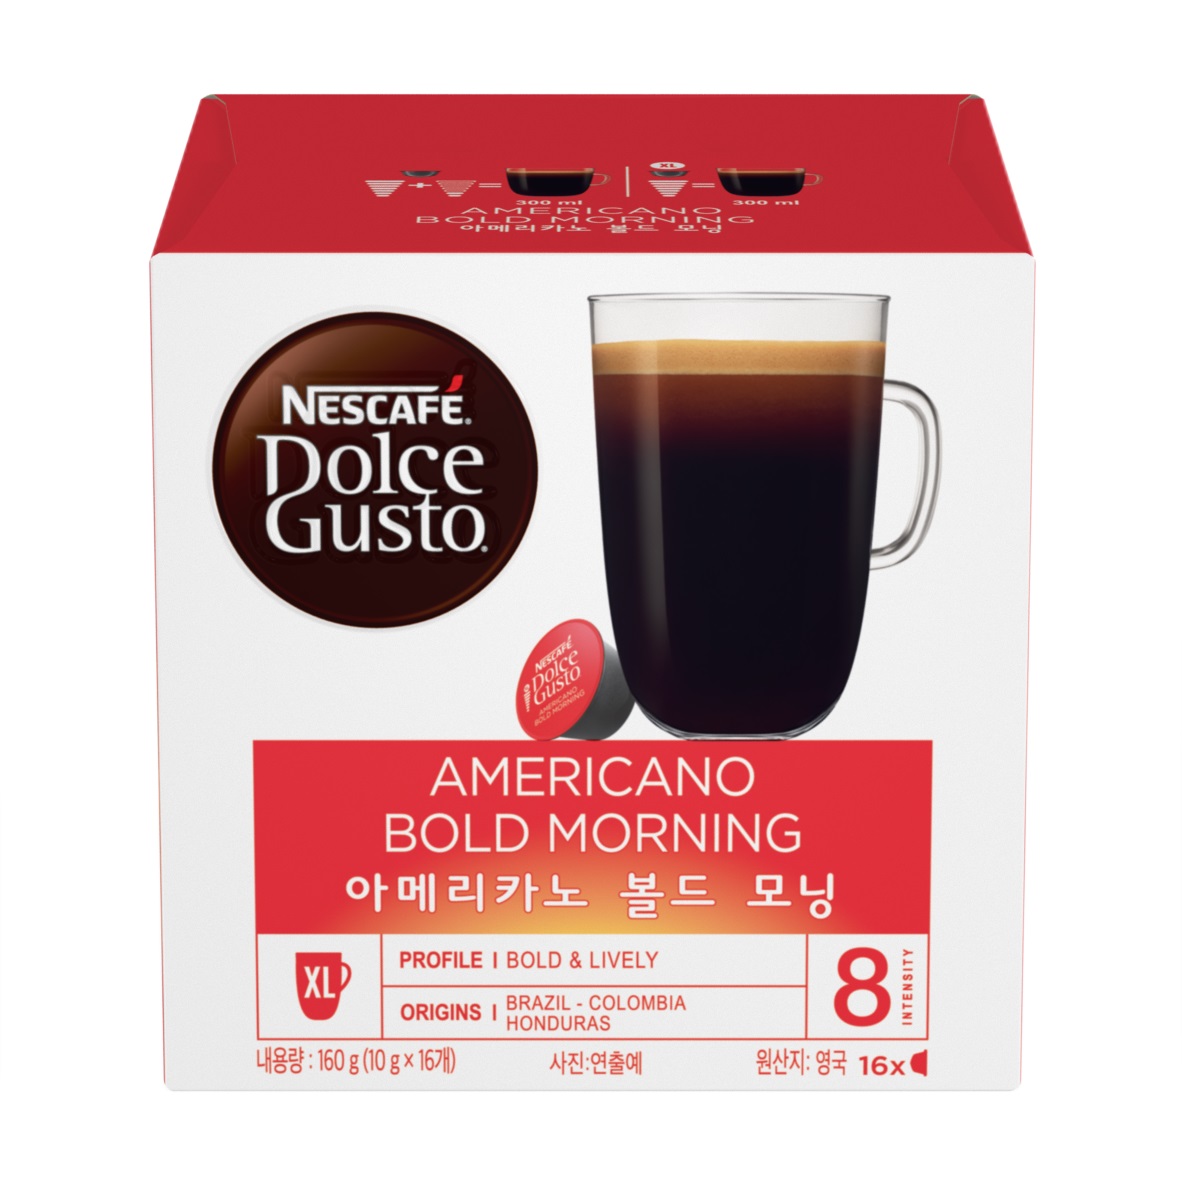 XL
300 ml
300 ml
AMERICANO
BOLD MORNING
아메리카노 볼드 모닝
NESCAFÉ
DOLCE
GUSTO
NESCAFÉ
DOLCE
GUSTO
AMERICANO
BOLD MORNING
AMERICANO
BOLD MORNING
아메리카노 볼드 모닝
XL
PROFILE | BOLD & LIVELY
ORIGINS | BRAZIL - COLOMBIA
HONDURAS
8
INTENSITY
내용량 : 160 g (10 g × 16개)
사진:연출예
원산지: 영국
16x